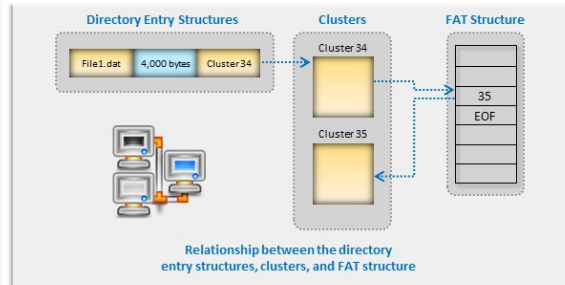 Directory Entry Structures
Clusters
FAT Structure
File1.dat
4,000 bytes
Cluster 34
Cluster 34
35
EOF
Cluster 35
Relationship between the directory
entry structures, clusters, and FAT structure